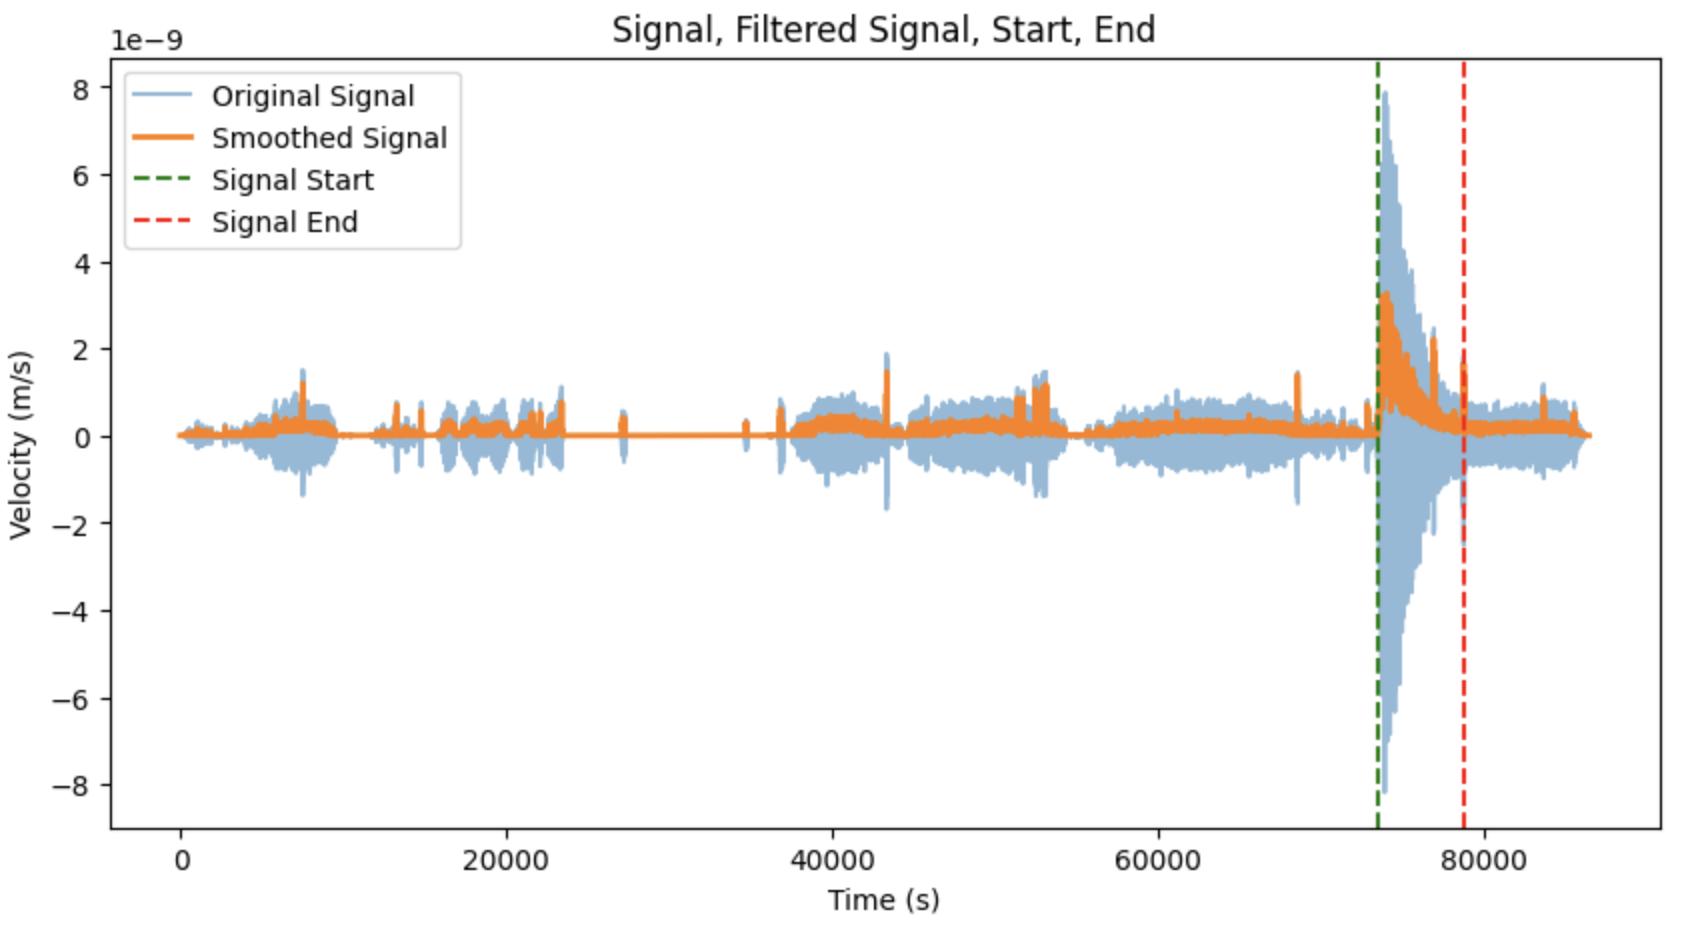 Signal, Filtered Signal, Start, End
1e−9
Original Signal
Smoothed Signal
Signal Start
Signal End
8
6
4
2
0
−2
−4
−6
−8
Velocity (m/s)
0 20000 40000 60000 80000
Time (s)